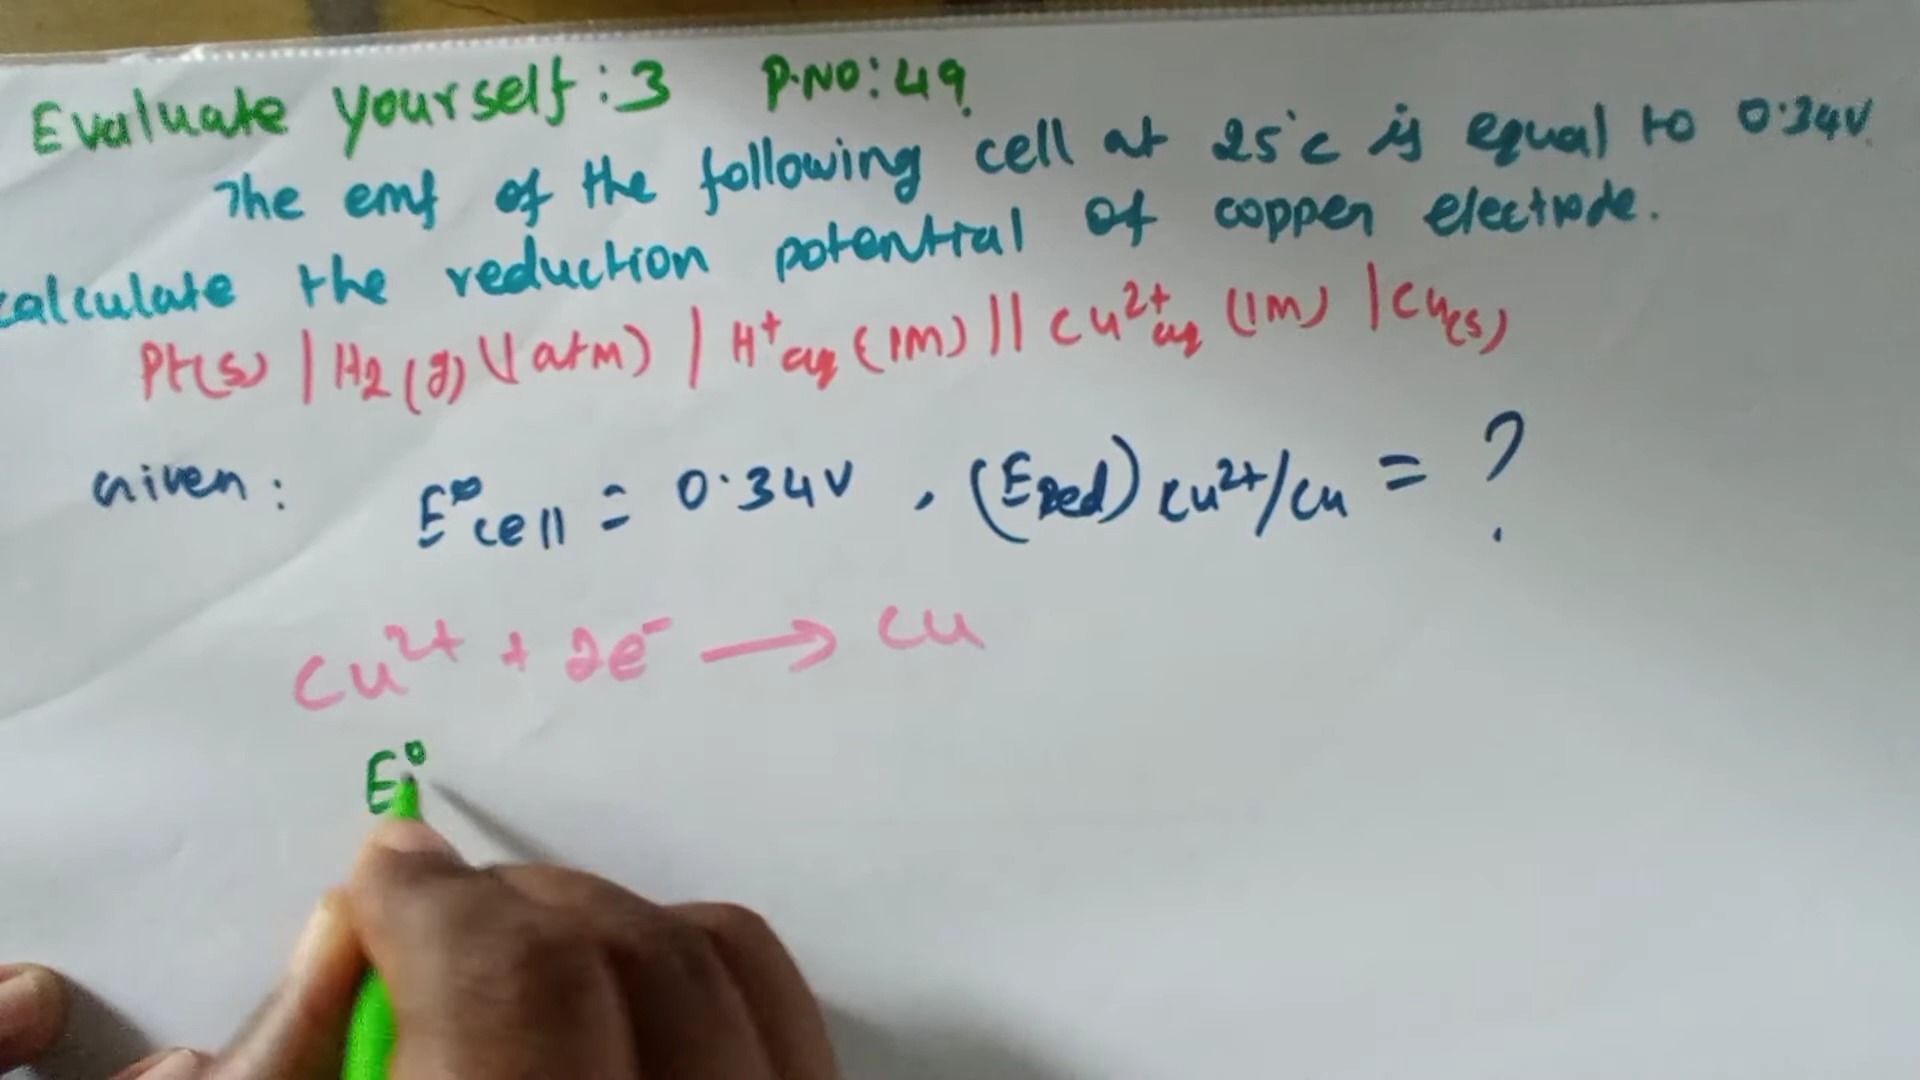 Evaluate yourself : 3 P.NO: 49
The emf of the following cell at 25°c is equal to 0.34V.
calculate the reduction potential of copper electrode.
Pt(s) | H2(g) (1atm) | H+aq (1M) || Cu2+aq (1M) | Cu(s)
Given : E°cell = 0.34V , (ERed) Cu2+/Cu = ?
Cu2+ + 2e- → Cu
E°